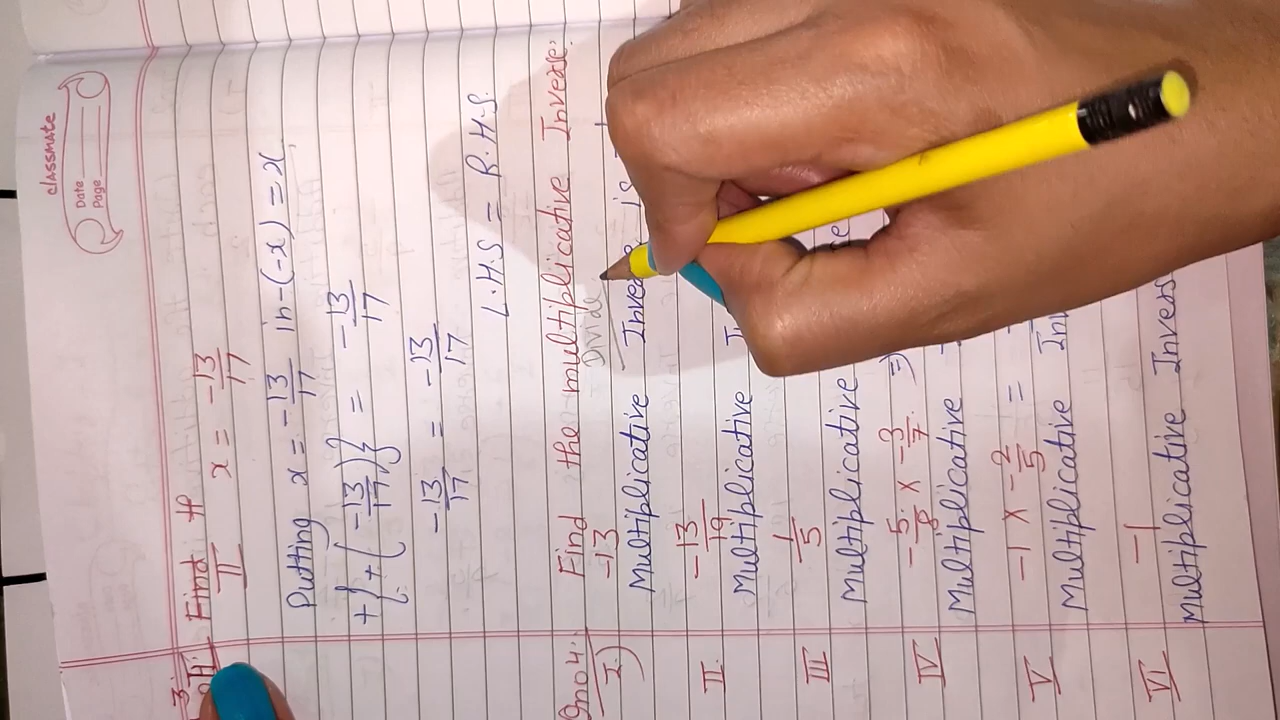 classmate
Date
Page
Find
II x = -13/17
Putting x = -13/17 in -(-x) = x
+{+(-13/17)} = -13/17
-13/17 = -13/17
L.H.S = R.H.S.
Qno4. Find the multiplicative Inverse:
I.) -13
Multiplicative is
II. -13/19
Multiplicative
III 1/5
Multiplicative
IV -5/8 x -3/7 =>
Multiplicative
V -1 x -2/5 =
Multiplicative
VI -1
Multiplicative Inverse